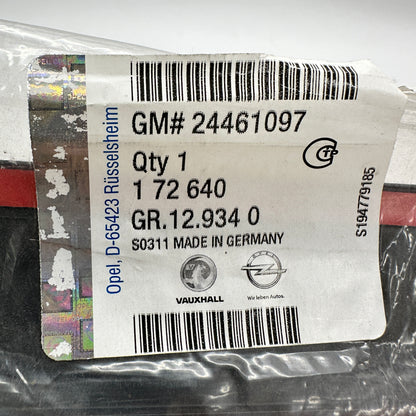 GM# 24461097
Qty 1
1 72 640
GR.12.934 0
S0311 MADE IN GERMANY
VAUXHALL
Wir leben Autos.
Opel, D-65423 Rüsselsheim
S194779185